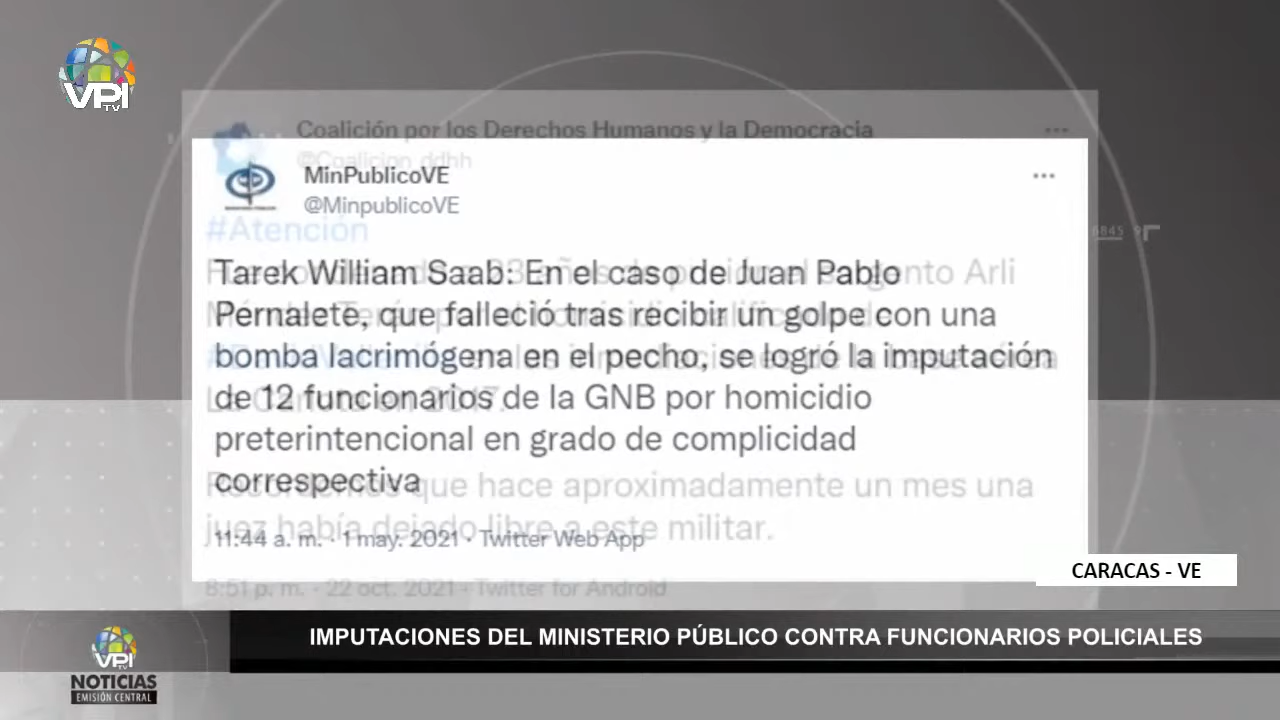 VPI
TV
Coalición por los Derechos Humanos y la Democracia
@Coalicion_ddhh
MinPublicoVE
@MinpublicoVE
#Atención
Tarek William Saab: En el caso de Juan Pablo
Pernalete, que falleció tras recibir un golpe con una
bomba lacrimógena en el pecho, se logró la imputación
de 12 funcionarios de la GNB por homicidio
preterintencional en grado de complicidad
correspectiva
11:44 a. m. · 1 may. 2021 · Twitter Web App
sargento Arli
en 2017.
que hace aproximadamente un mes una
juez había dejado libre a este militar.
8:51 p. m. · 22 oct. 2021 · Twitter for Android
6845
CARACAS - VE
IMPUTACIONES DEL MINISTERIO PÚBLICO CONTRA FUNCIONARIOS POLICIALES
VPI
TV
NOTICIAS
EMISIÓN CENTRAL